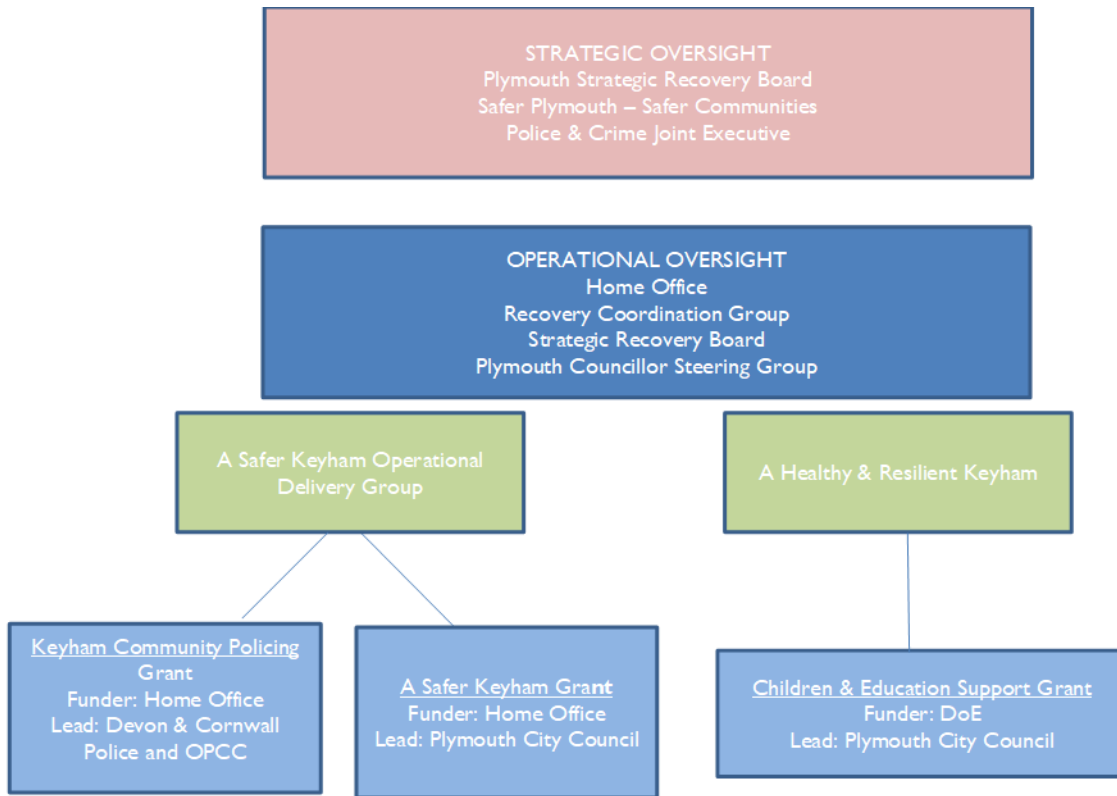 STRATEGIC OVERSIGHT
Plymouth Strategic Recovery Board
Safer Plymouth – Safer Communities
Police & Crime Joint Executive
OPERATIONAL OVERSIGHT
Home Office
Recovery Coordination Group
Strategic Recovery Board
Plymouth Councillor Steering Group
A Safer Keyham Operational
Delivery Group
A Healthy & Resilient Keyham
Keyham Community Policing
Grant
Funder: Home Office
Lead: Devon & Cornwall
Police and OPCC
A Safer Keyham Grant
Funder: Home Office
Lead: Plymouth City Council
Children & Education Support Grant
Funder: DoE
Lead: Plymouth City Council